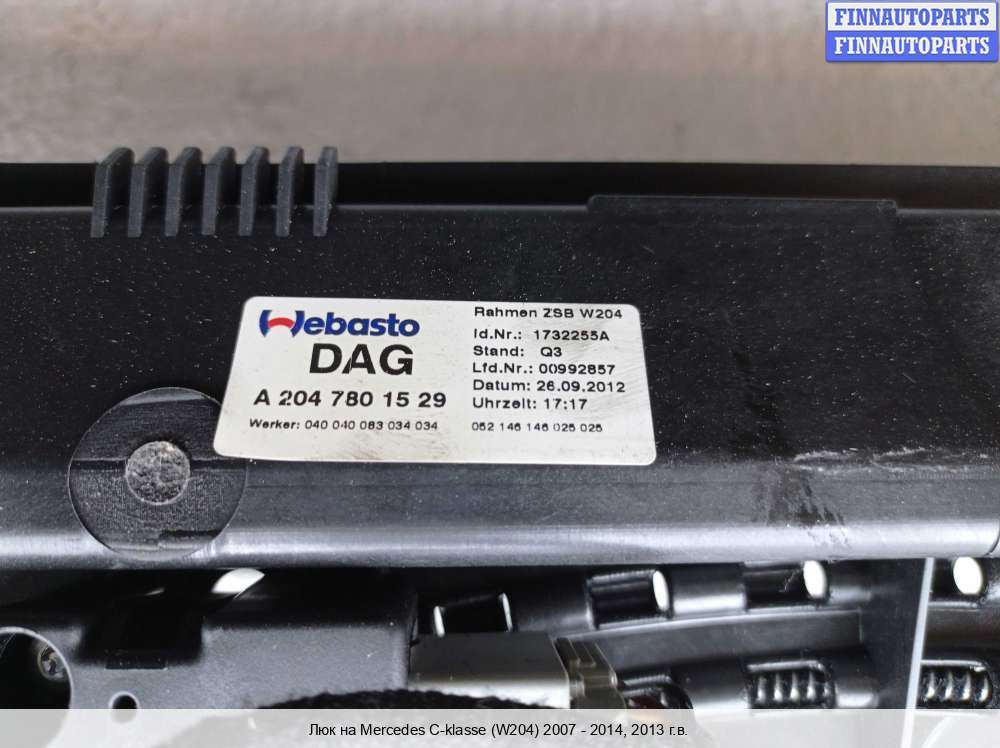 FINNAUTOPARTS
FINNAUTOPARTS
Webasto
DAG
A 204 780 15 29
Werker: 040 040 083 034 034
Rahmen ZSB W204
Id.Nr.: 1732255A
Stand: Q3
Lfd.Nr.: 00992857
Datum: 26.09.2012
Uhrzeit: 17:17
052 146 146 025 025
Люк на Mercedes C-klasse (W204) 2007 - 2014, 2013 г.в.